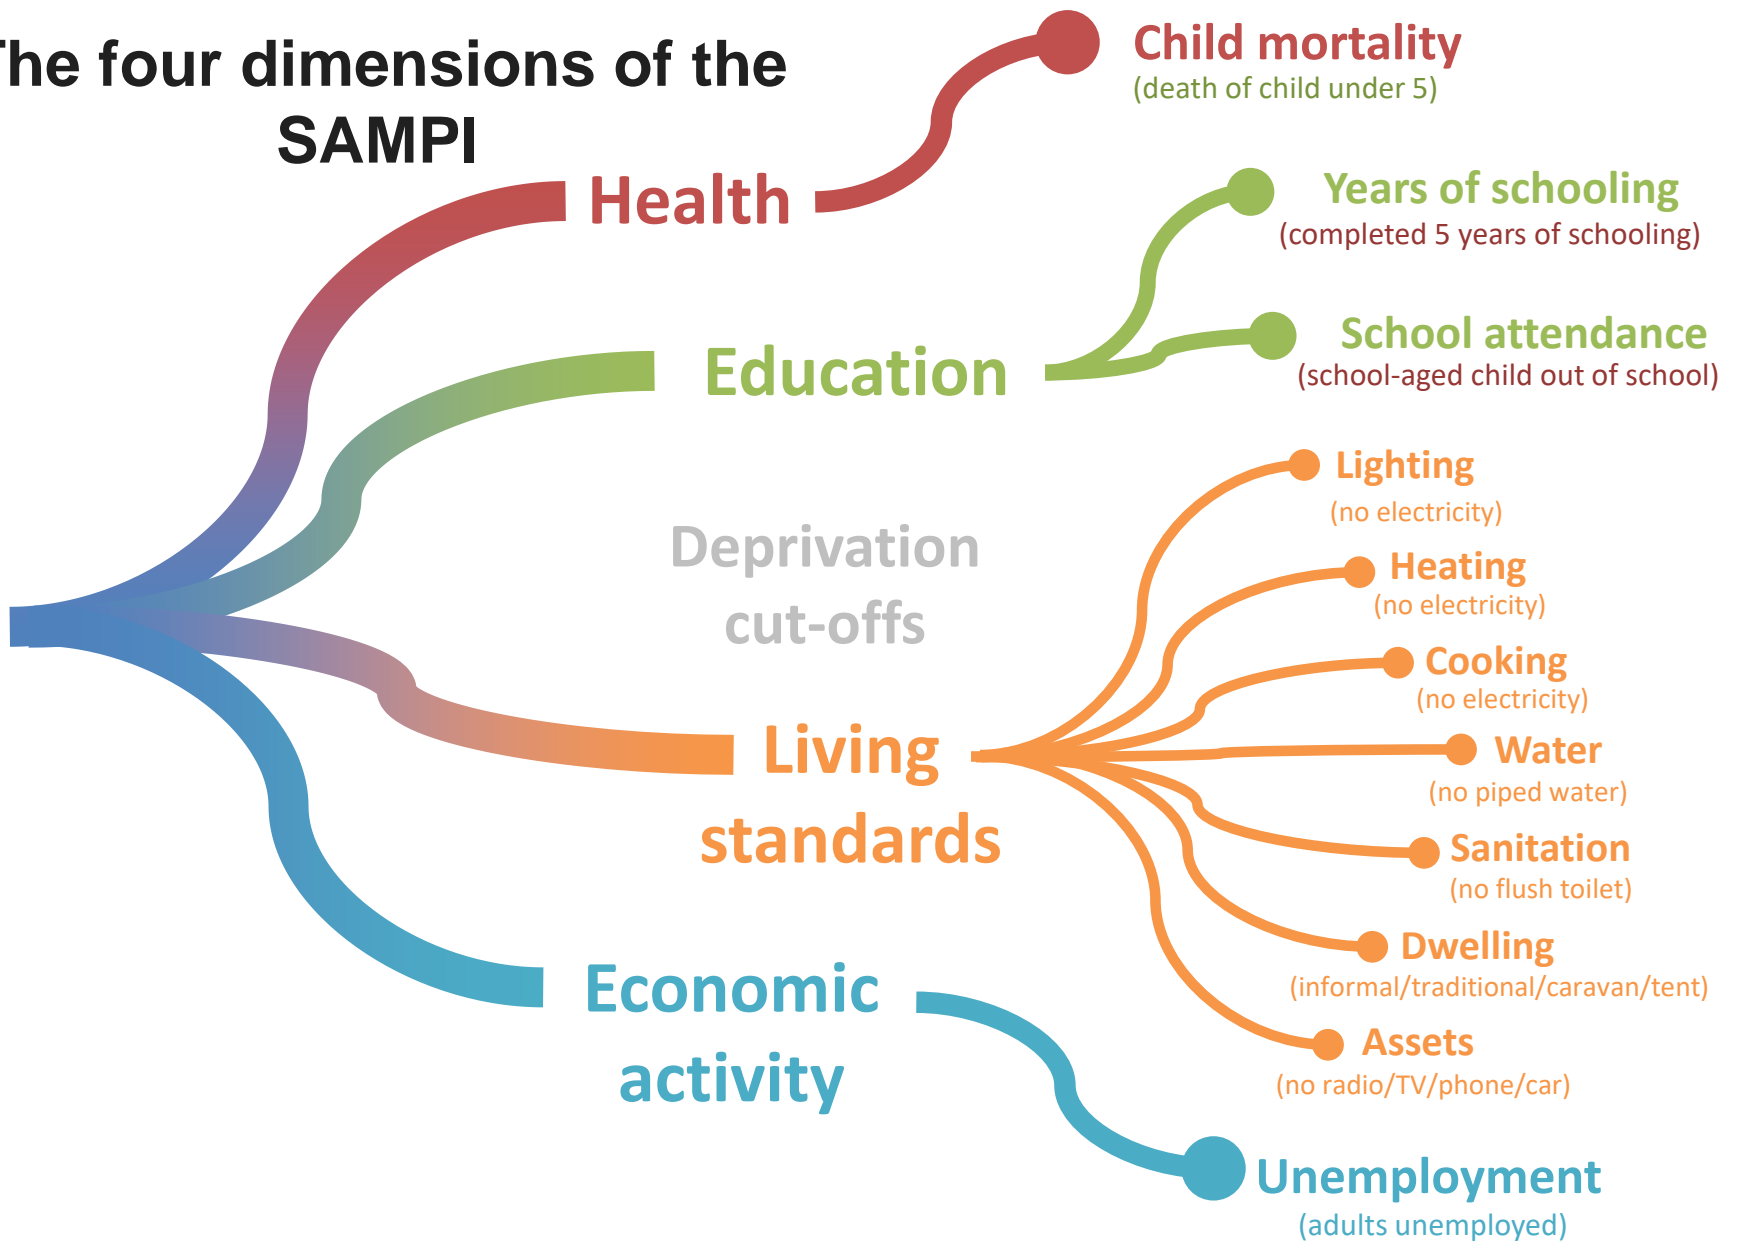 The four dimensions of the
SAMPI
Health
Child mortality
(death of child under 5)
Education
Years of schooling
(completed 5 years of schooling)
School attendance
(school-aged child out of school)
Deprivation
cut-offs
Living
standards
Lighting
(no electricity)
Heating
(no electricity)
Cooking
(no electricity)
Water
(no piped water)
Sanitation
(no flush toilet)
Dwelling
(informal/traditional/caravan/tent)
Assets
(no radio/TV/phone/car)
Economic
activity
Unemployment
(adults unemployed)